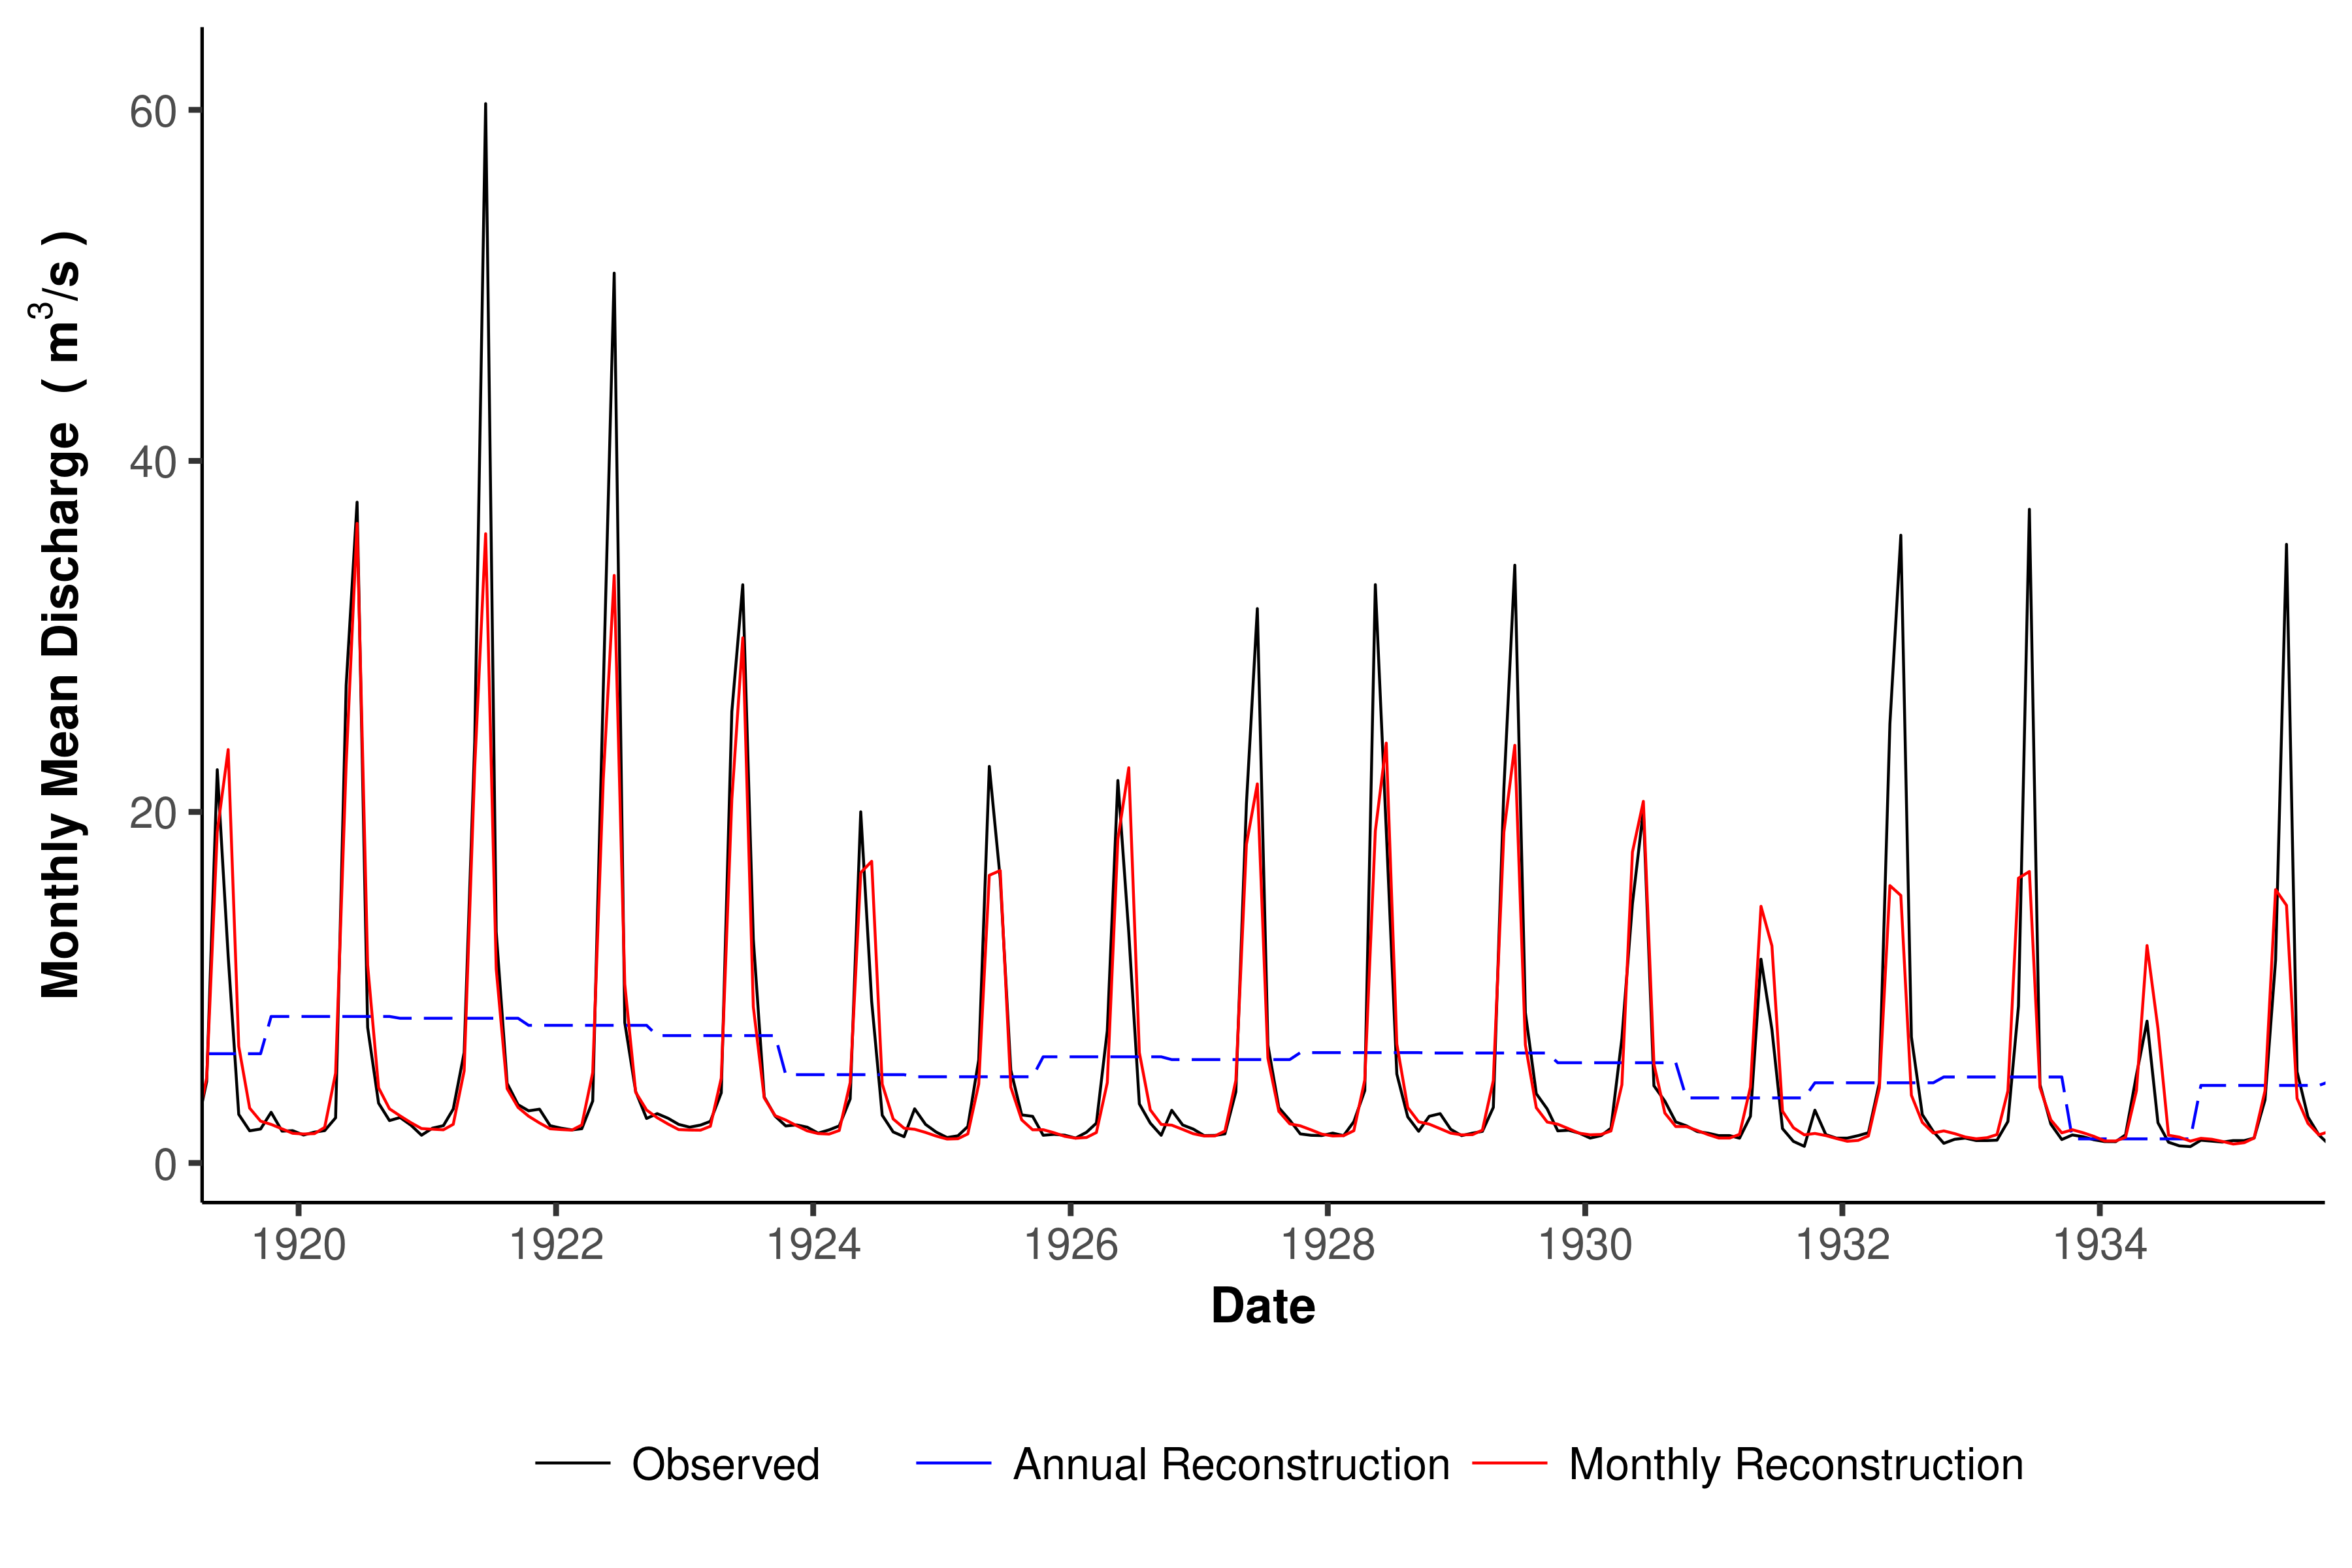 Monthly Mean Discharge ( m³/s )
60
40
20
0
1920 1922 1924 1926 1928 1930 1932 1934
Date
Observed Annual Reconstruction Monthly Reconstruction